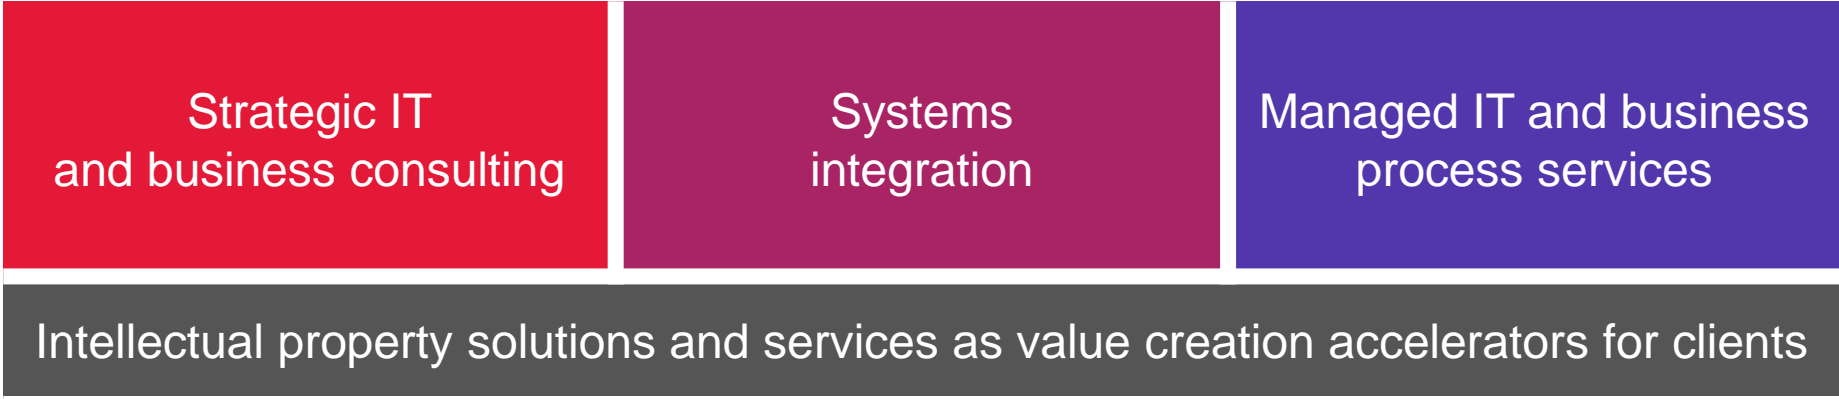 Strategic IT
and business consulting
Systems
integration
Managed IT and business
process services
Intellectual property solutions and services as value creation accelerators for clients